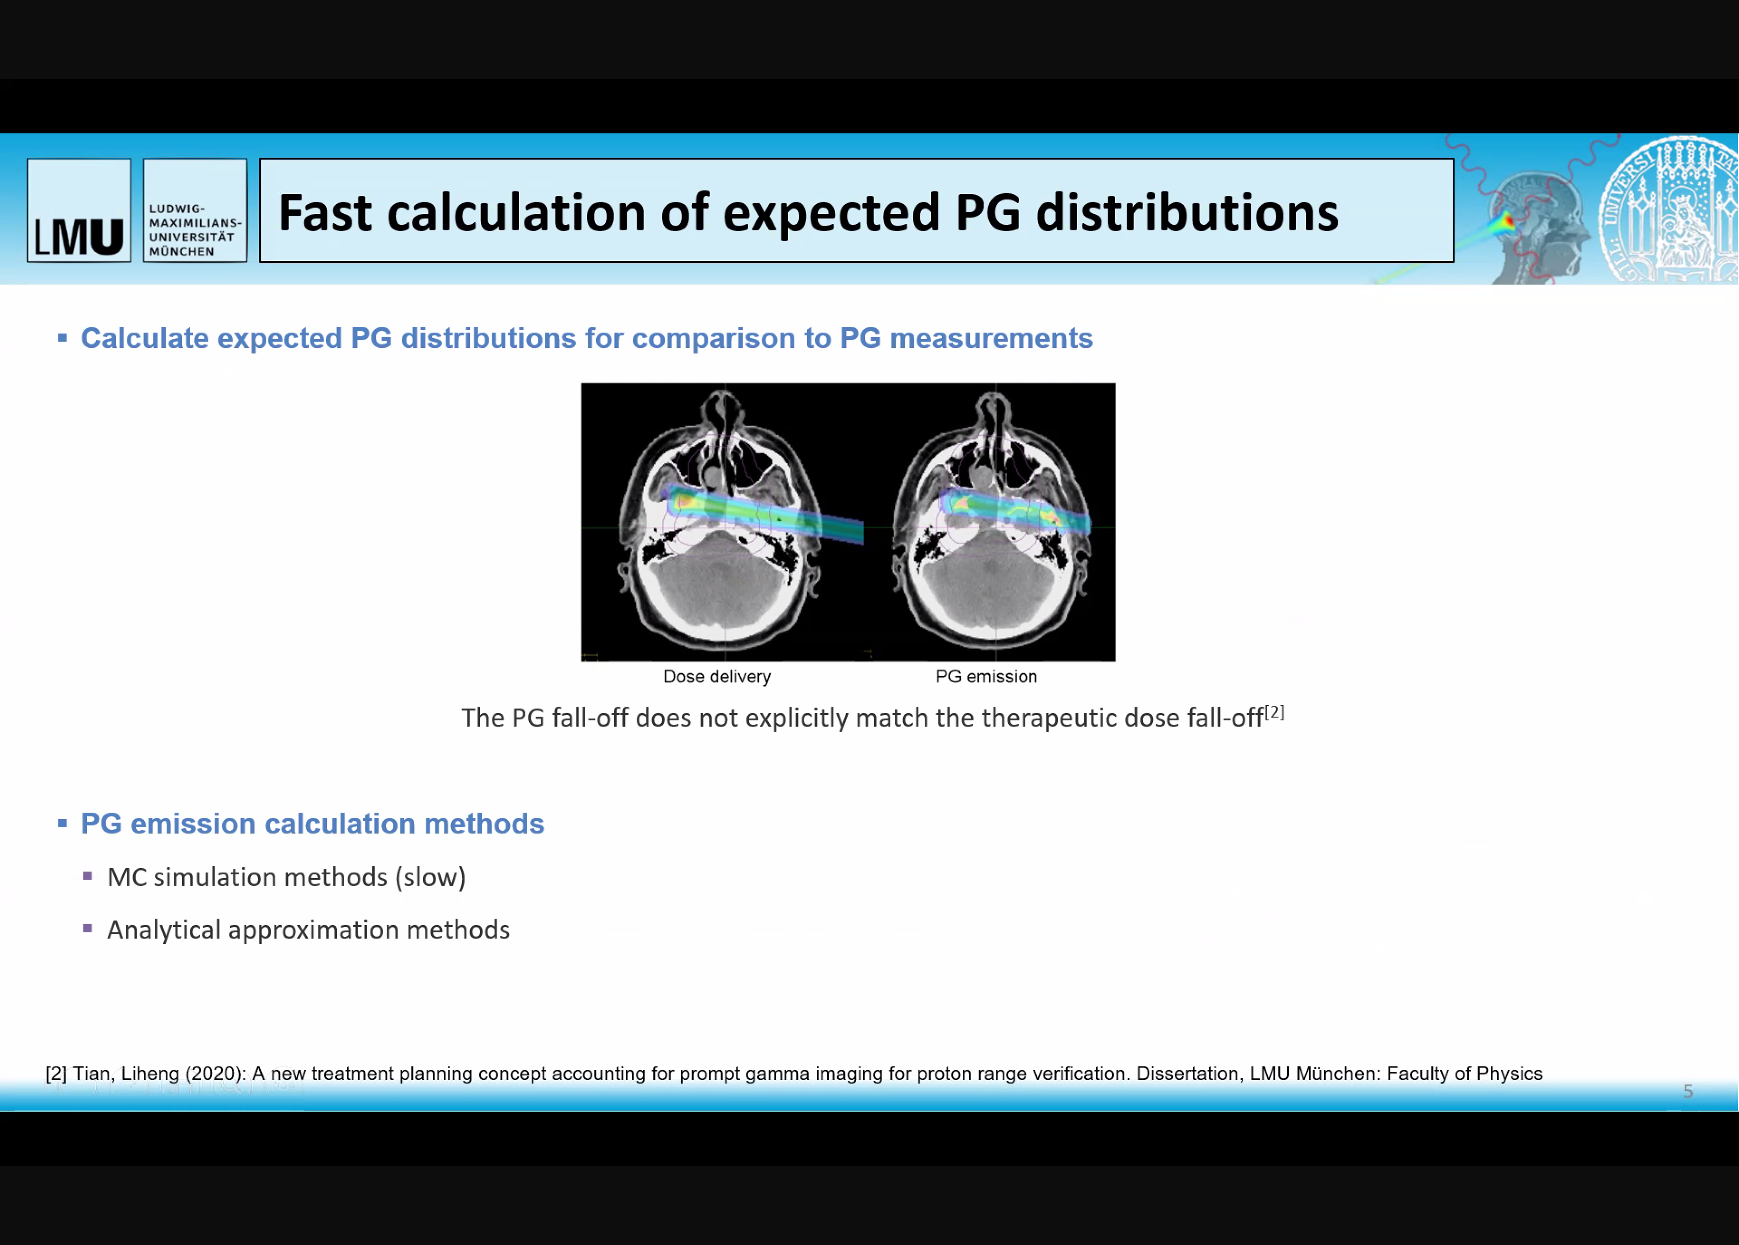 LMU
LUDWIG-
MAXIMILIANS-
UNIVERSITÄT
MÜNCHEN
Fast calculation of expected PG distributions
▪ Calculate expected PG distributions for comparison to PG measurements
Dose delivery
PG emission
The PG fall-off does not explicitly match the therapeutic dose fall-off[2]
▪ PG emission calculation methods
▪ MC simulation methods (slow)
▪ Analytical approximation methods
[2] Tian, Liheng (2020): A new treatment planning concept accounting for prompt gamma imaging for proton range verification. Dissertation, LMU München: Faculty of Physics
5